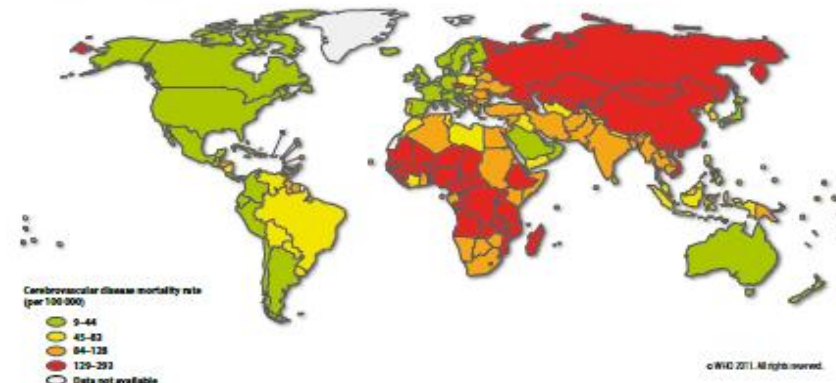 Cerebrovascular disease mortality rate
(per 100 000)
9–44
45–83
84–128
129–293
Data not available
© WHO 2011. All rights reserved.